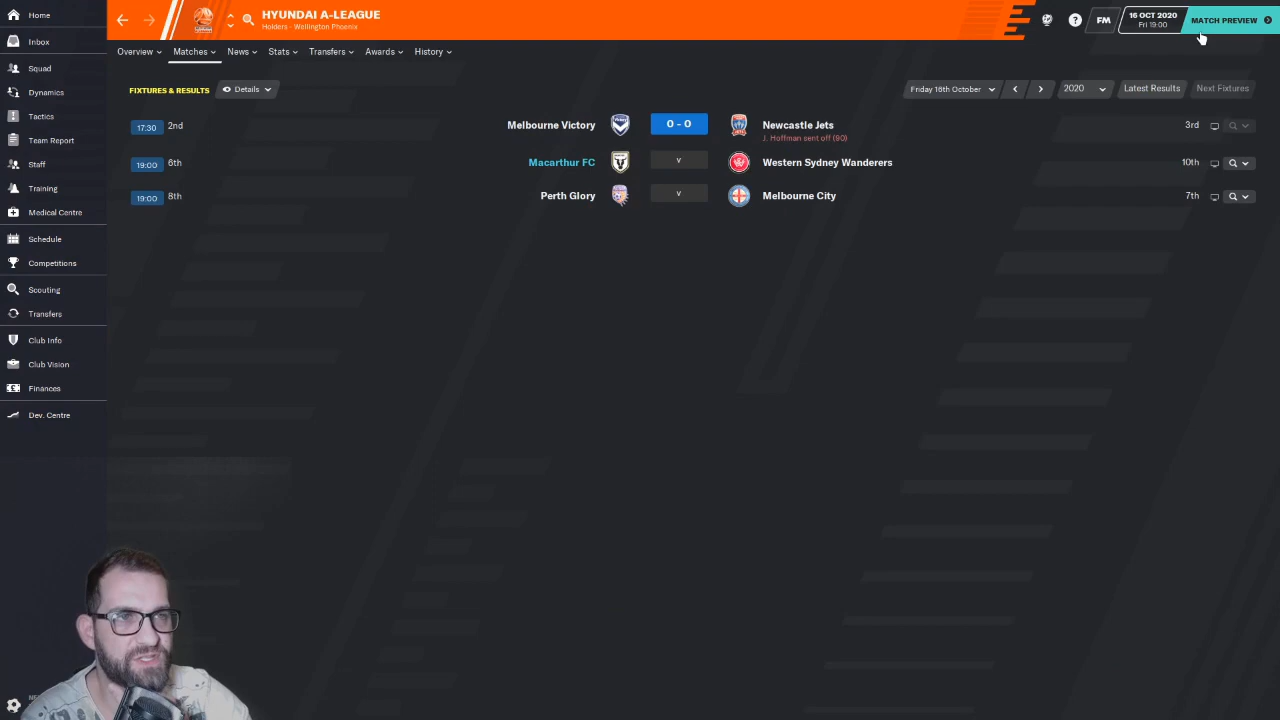 Home
Inbox
Squad
Dynamics
Tactics
Team Report
Staff
Training
Medical Centre
Schedule
Competitions
Scouting
Transfers
Club Info
Club Vision
Finances
Dev. Centre
HYUNDAI A-LEAGUE
Holders - Wellington Phoenix
FM
16 OCT 2020
Fri 19:00
MATCH PREVIEW
Overview Matches News Stats Transfers Awards History
FIXTURES & RESULTS Details Friday 16th October 2020 Latest Results Next Fixtures
17:30 2nd Melbourne Victory 0 - 0 Newcastle Jets 3rd
J. Hoffman sent off (90)
19:00 6th Macarthur FC v Western Sydney Wanderers 10th
19:00 8th Perth Glory v Melbourne City 7th